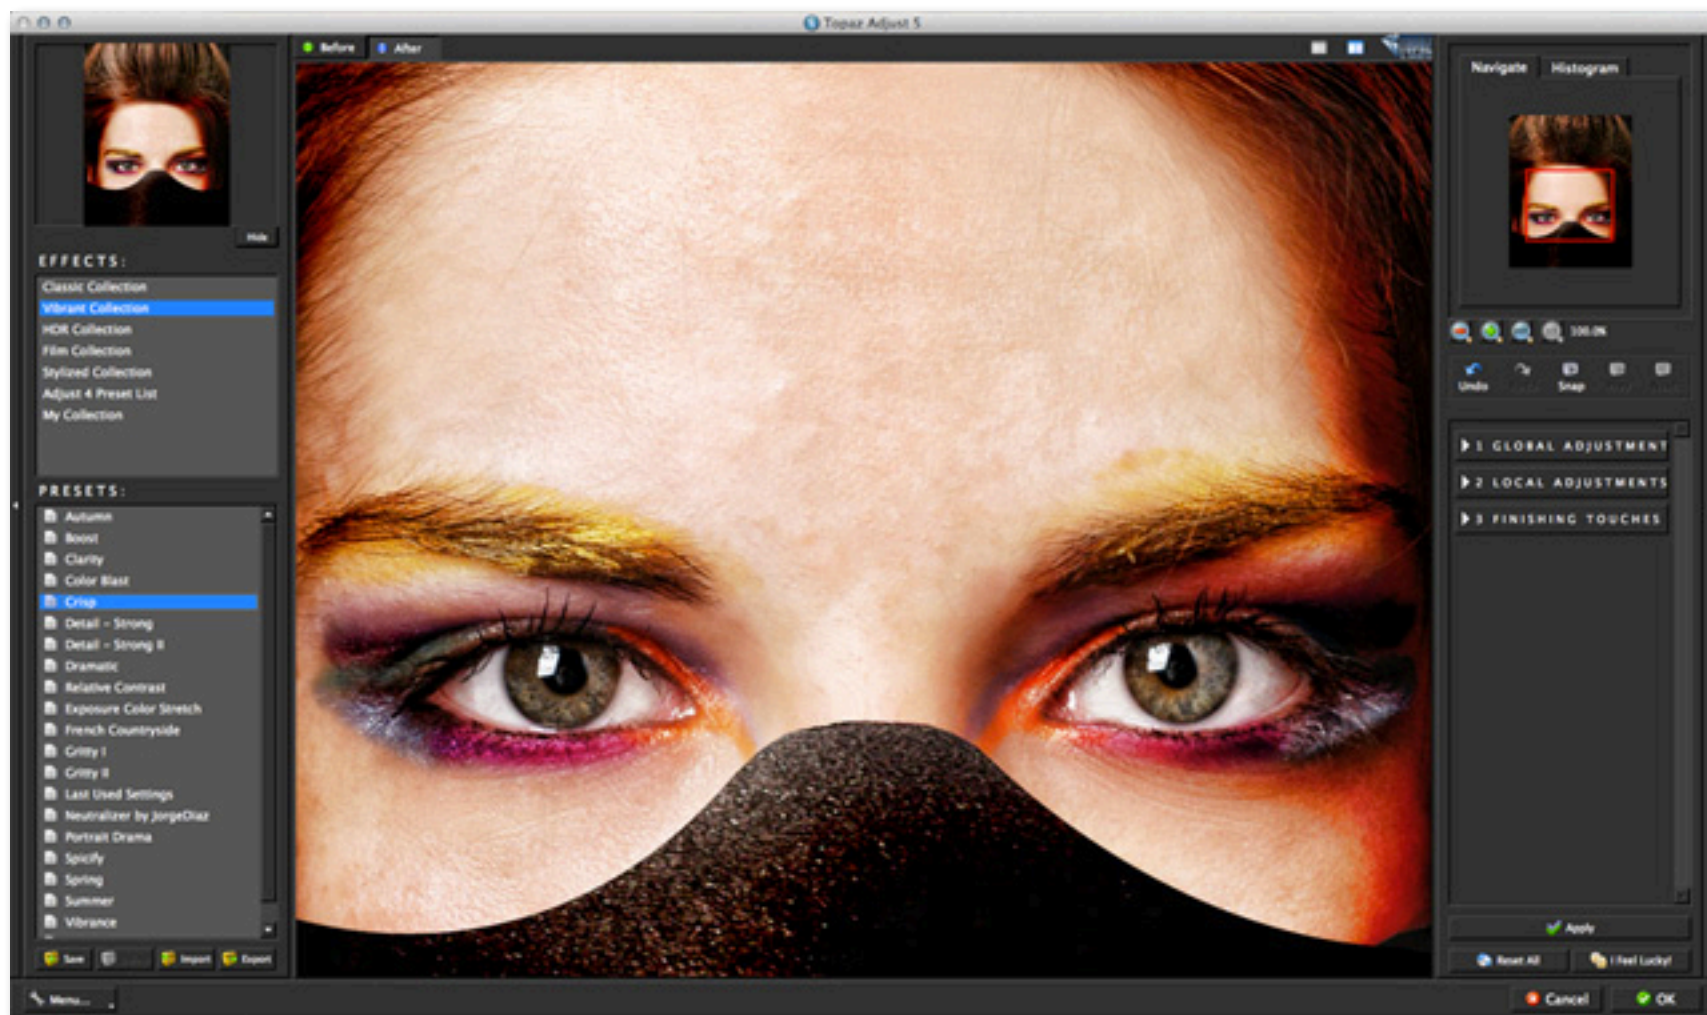 Topaz Adjust 5
Before
After
Hide
EFFECTS:
Classic Collection
Vibrant Collection
HDR Collection
Film Collection
Stylized Collection
Adjust 4 Preset List
My Collection
PRESETS:
Autumn
Boost
Clarity
Color Blast
Crisp
Detail - Strong
Detail - Strong II
Dramatic
Relative Contrast
Exposure Color Stretch
French Countryside
Gritty I
Gritty II
Last Used Settings
Neutralizer by JorgeDiaz
Portrait Drama
Spicify
Spring
Summer
Vibrance
Save
Import
Export
Menu...
Navigate
Histogram
100.0%
Undo
Snap
1 GLOBAL ADJUSTMENT
2 LOCAL ADJUSTMENTS
3 FINISHING TOUCHES
Apply
Reset All
I Feel Lucky!
Cancel
OK